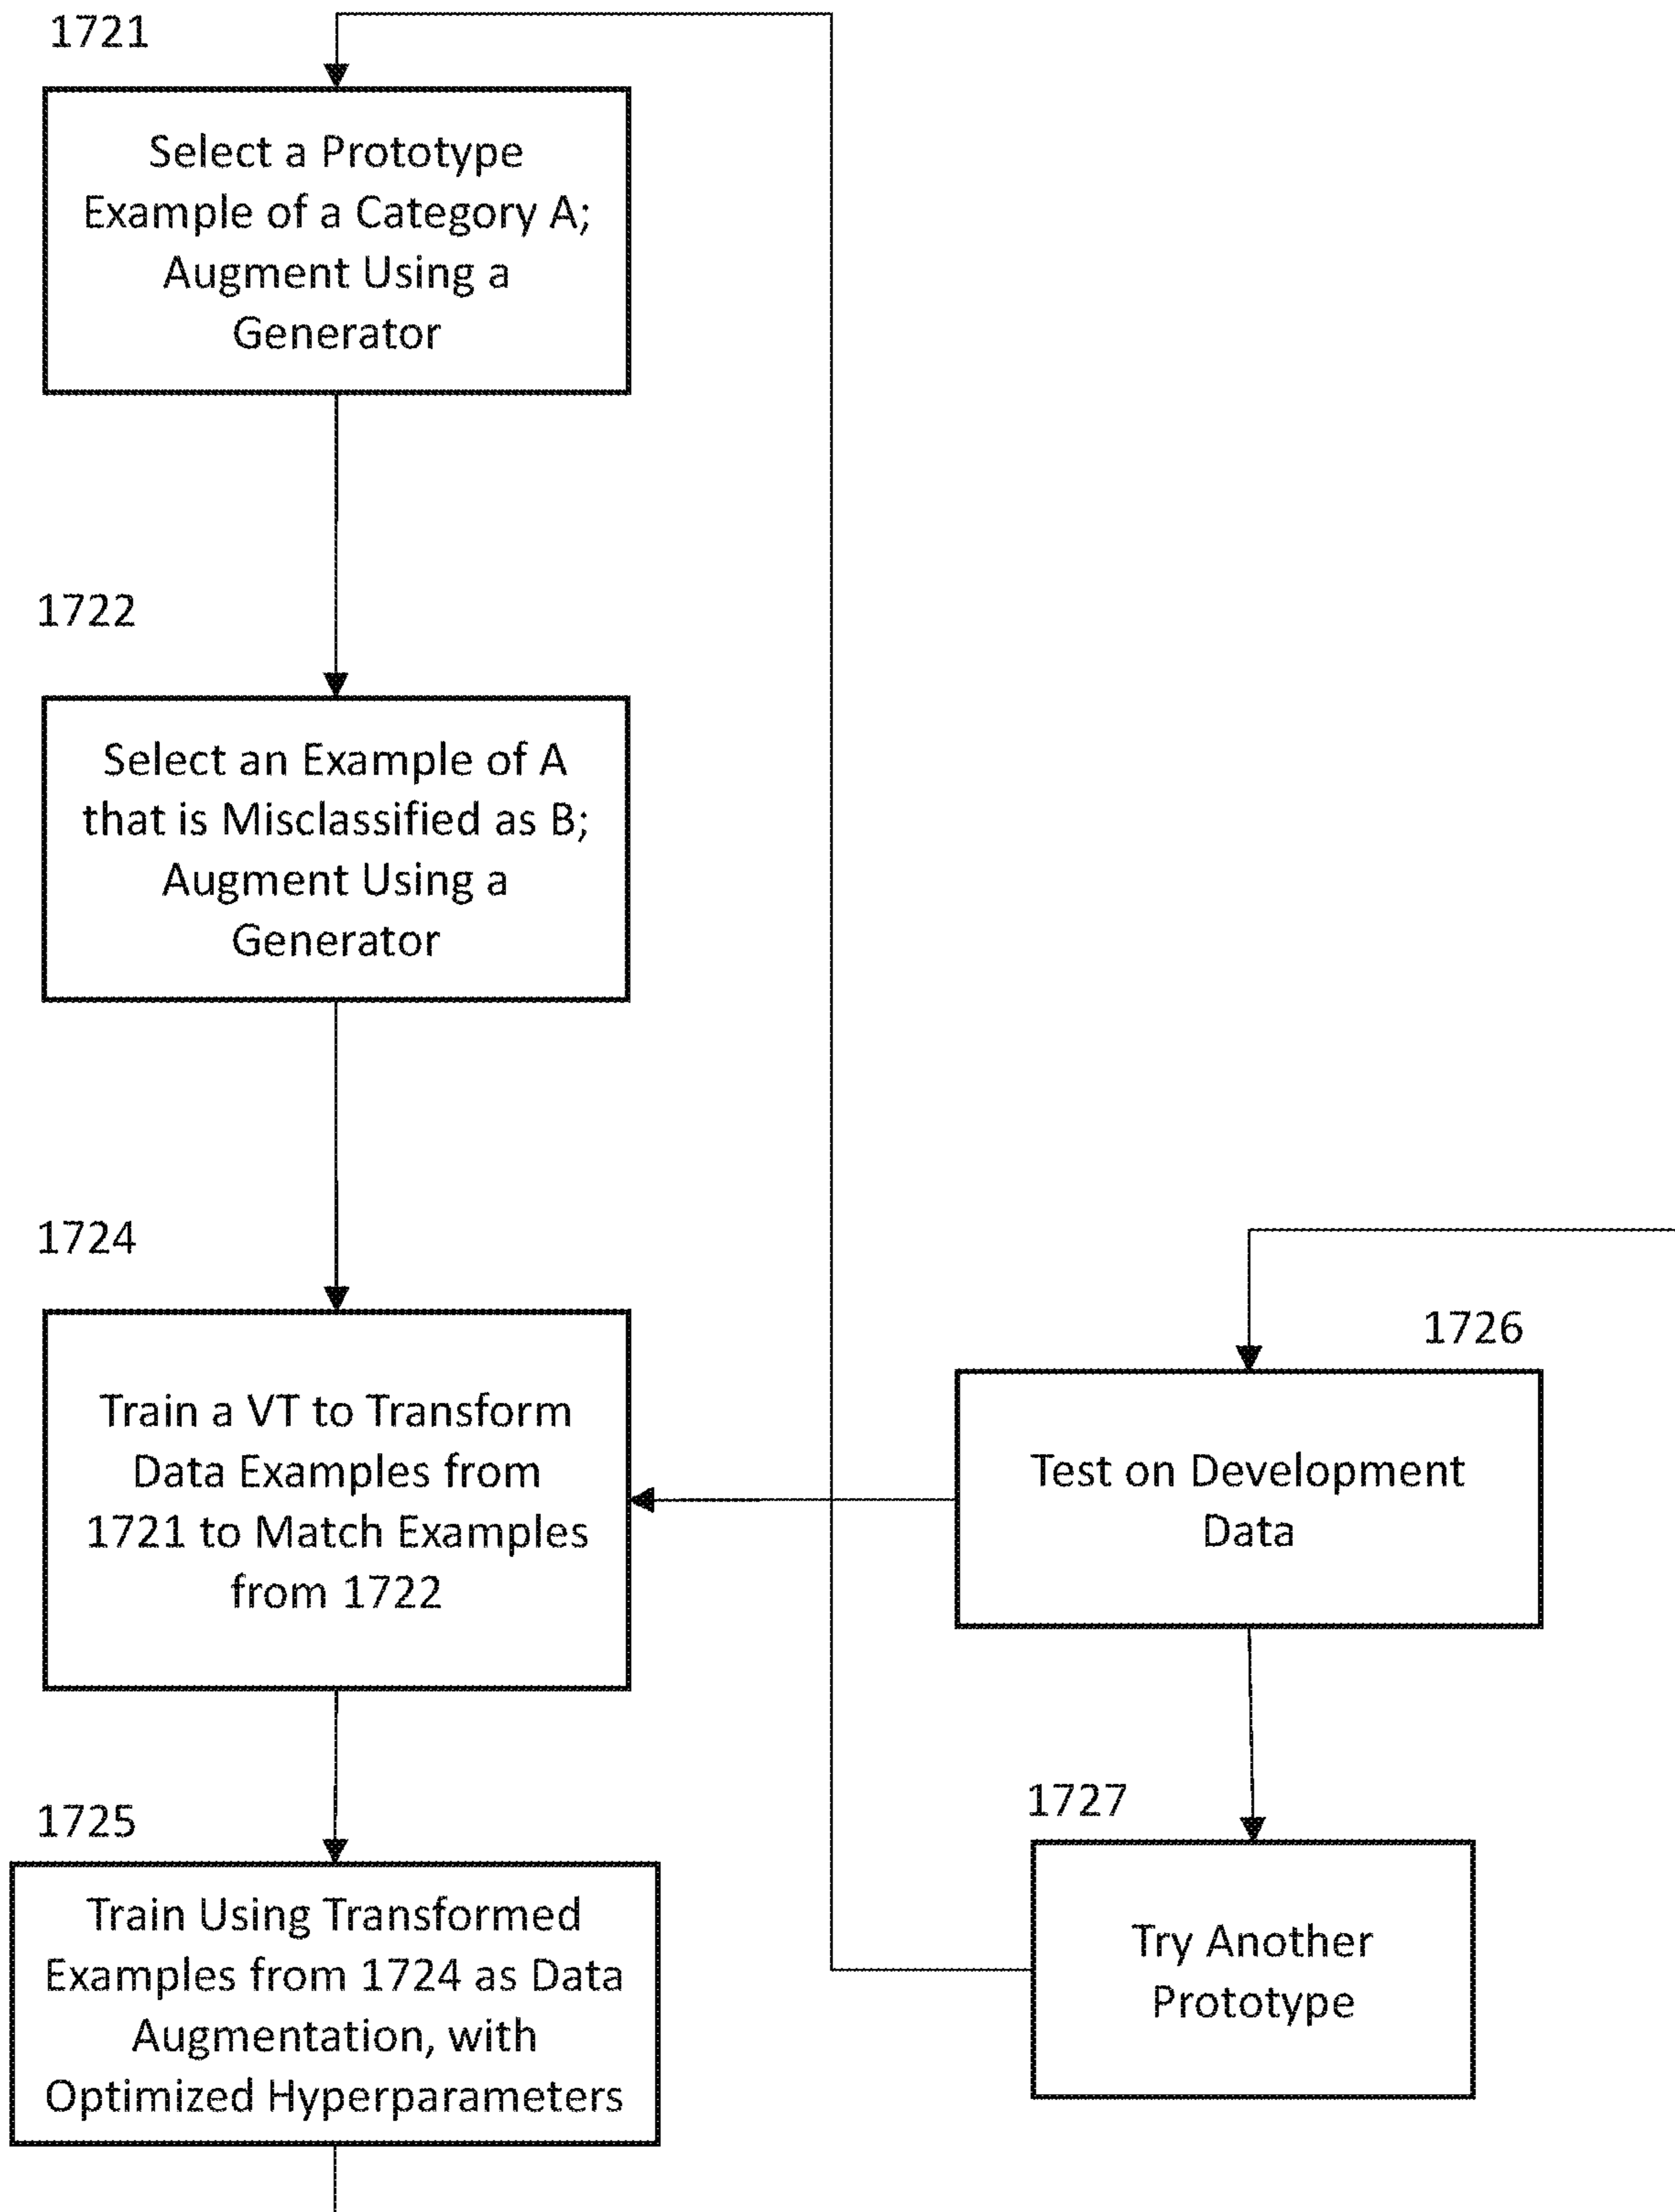 1721
Select a Prototype
Example of a Category A;
Augment Using a
Generator
1722
Select an Example of A
that is Misclassified as B;
Augment Using a
Generator
1724
Train a VT to Transform
Data Examples from
1721 to Match Examples
from 1722
1725
Train Using Transformed
Examples from 1724 as Data
Augmentation, with
Optimized Hyperparameters
1726
Test on Development
Data
1727
Try Another
Prototype